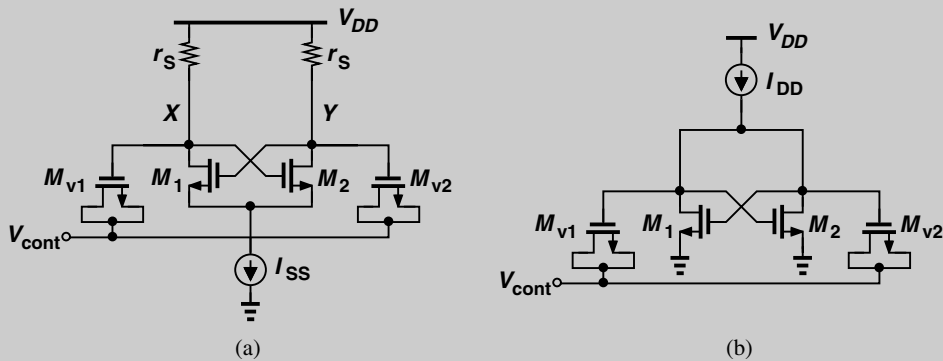 V_DD
r_S r_S
X Y
M_v1 M_1 M_2 M_v2
V_cont
I_SS
(a)
V_DD
I_DD
M_v1 M_1 M_2 M_v2
V_cont
(b)